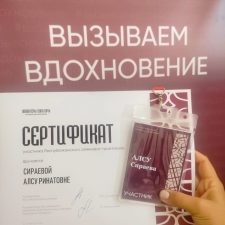 ВЫЗЫВАЕМ
ВДОХНОВЕНИЕ
СЕРТИФИКАТ
СИРАЕВОЙ
АЛСУ РИНАТОВНЕ
АЛСУ
Сираева
УЧАСТНИК